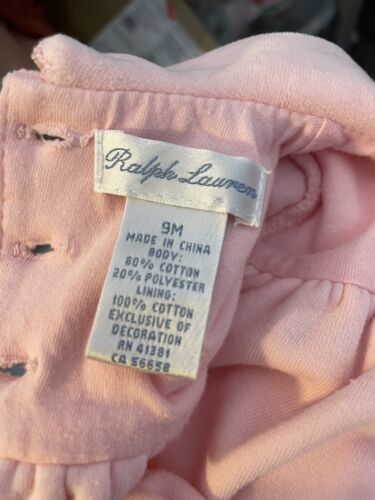 Ralph Lauren
9M
MADE IN CHINA
BODY:
80% COTTON
20% POLYESTER
LINING:
100% COTTON
EXCLUSIVE OF
DECORATION
RN 41381
CA 56658